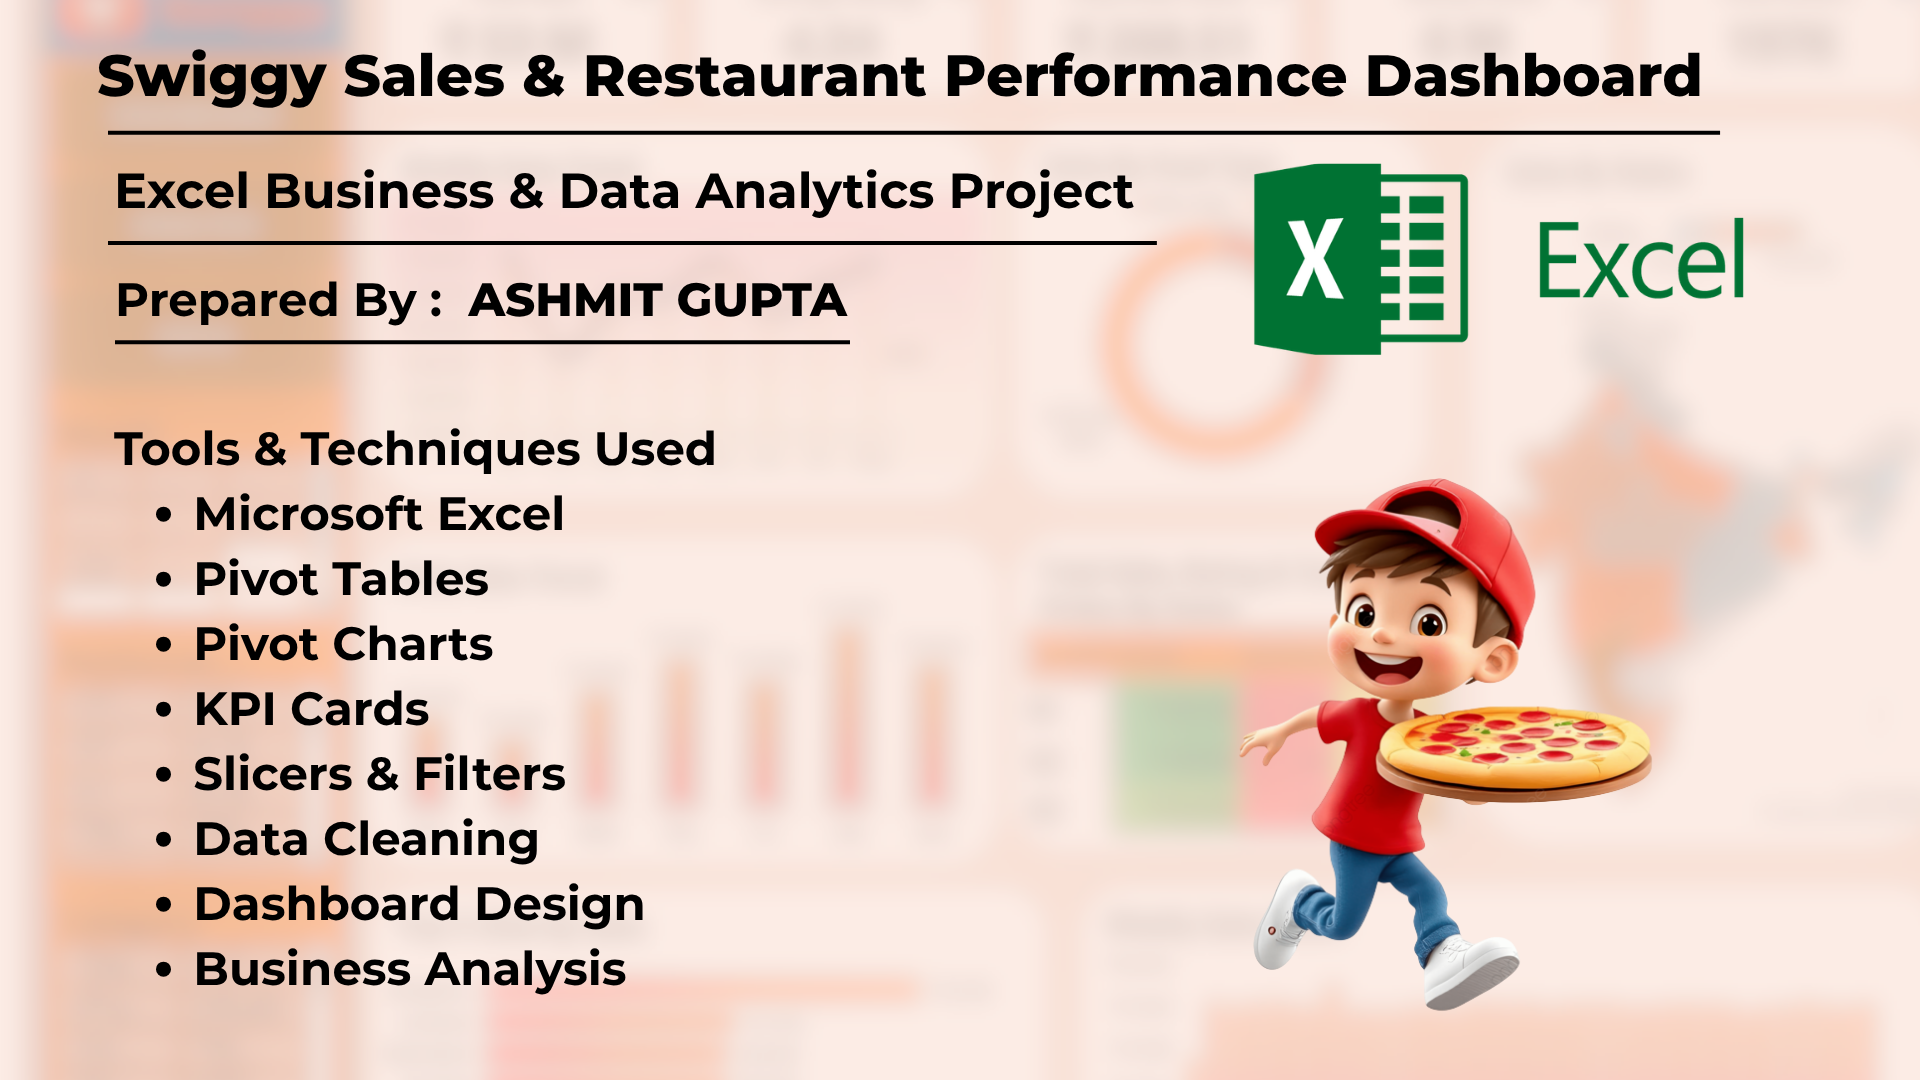 Swiggy Sales & Restaurant Performance Dashboard
Excel Business & Data Analytics Project
Prepared By : ASHMIT GUPTA
Excel
Tools & Techniques Used
• Microsoft Excel
• Pivot Tables
• Pivot Charts
• KPI Cards
• Slicers & Filters
• Data Cleaning
• Dashboard Design
• Business Analysis